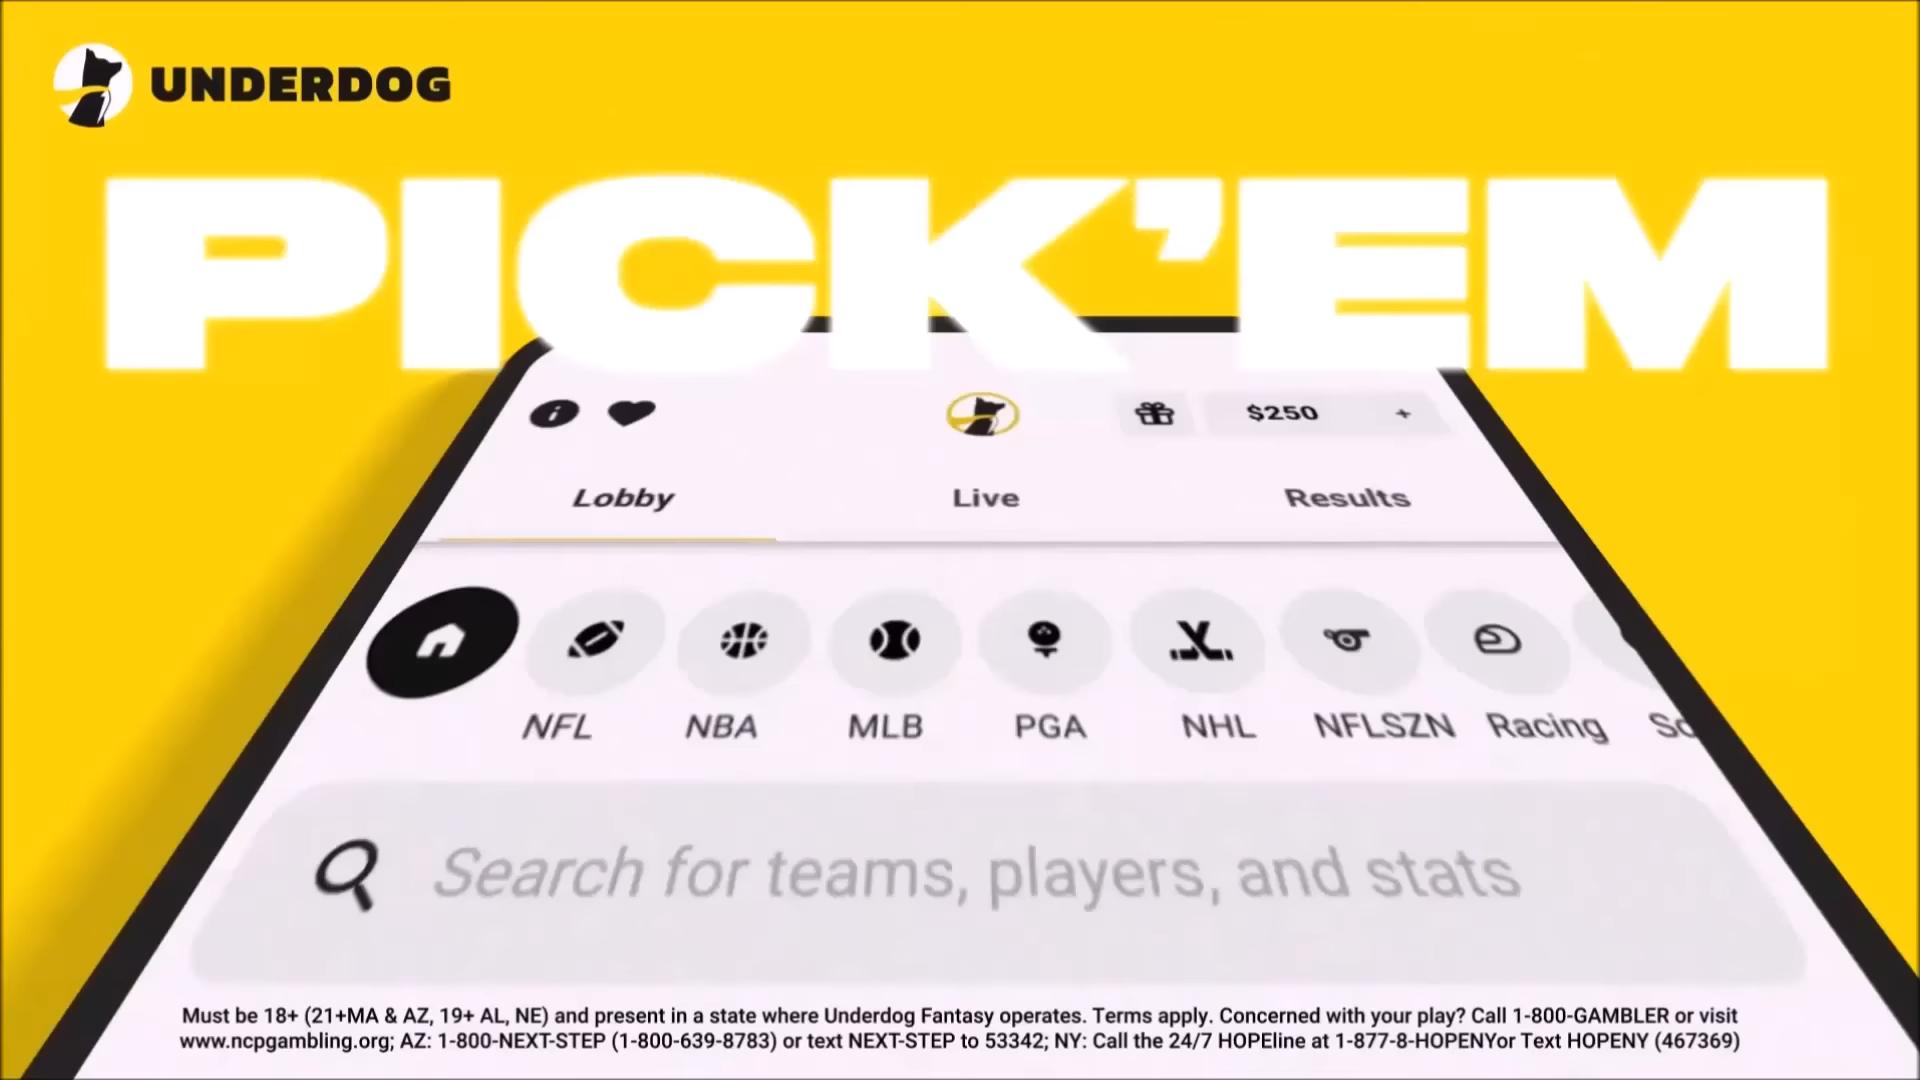 UNDERDOG
PICK'EM
$250 +
Lobby Live Results
NFL NBA MLB PGA NHL NFLSZN Racing
Search for teams, players, and stats
Must be 18+ (21+MA & AZ, 19+ AL, NE) and present in a state where Underdog Fantasy operates. Terms apply. Concerned with your play? Call 1-800-GAMBLER or visit
www.ncpgambling.org; AZ: 1-800-NEXT-STEP (1-800-639-8783) or text NEXT-STEP to 53342; NY: Call the 24/7 HOPEline at 1-877-8-HOPENYor Text HOPENY (467369)